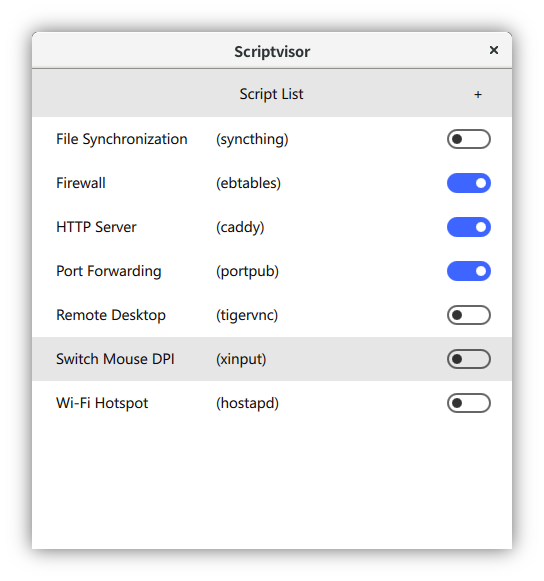 Scriptvisor ×
Script List +
File Synchronization (syncthing)
Firewall (ebtables)
HTTP Server (caddy)
Port Forwarding (portpub)
Remote Desktop (tigervnc)
Switch Mouse DPI (xinput)
Wi-Fi Hotspot (hostapd)